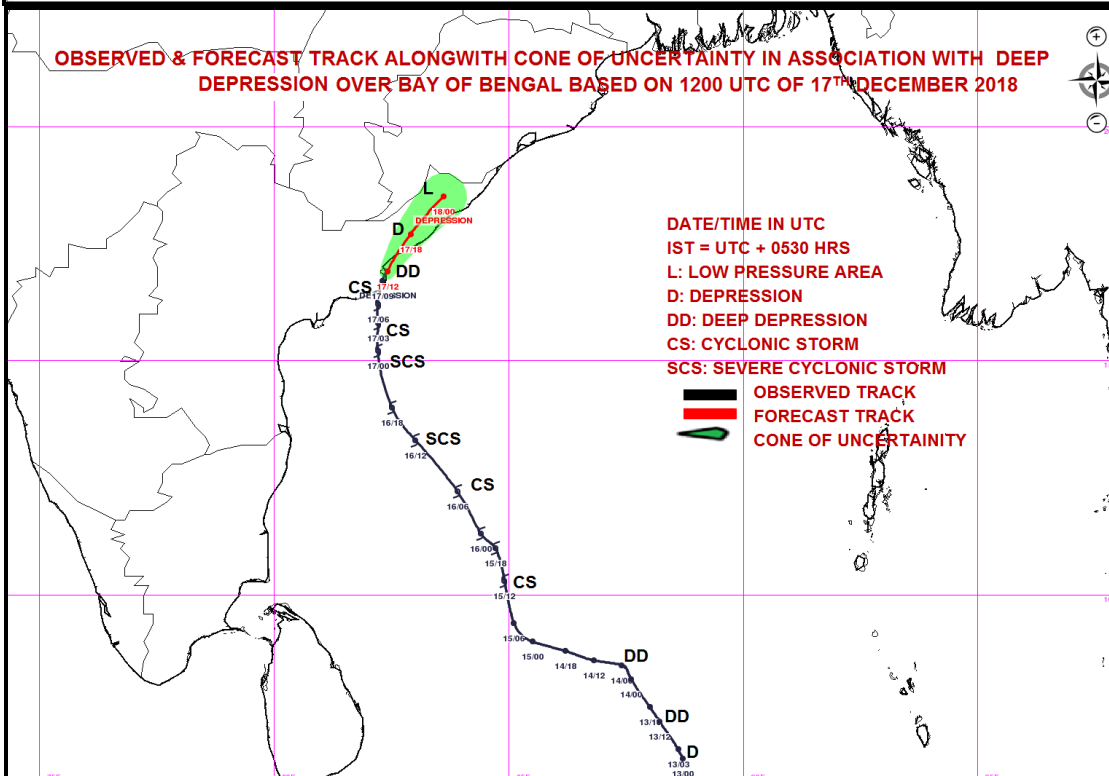 OBSERVED & FORECAST TRACK ALONGWITH CONE OF UNCERTAINTY IN ASSOCIATION WITH DEEP
DEPRESSION OVER BAY OF BENGAL BASED ON 1200 UTC OF 17TH DECEMBER 2018
L
18/00
DEPRESSION
D
17/18
DD
17/12
CS
17/09
17/06
CS
17/03
SCS
17/00
16/18
SCS
16/12
CS
16/06
16/00
15/18
CS
15/12
15/06
15/00
14/18
14/12
DD
14/00
DD
13/12
D
13/03
13/00
DATE/TIME IN UTC
IST = UTC + 0530 HRS
L: LOW PRESSURE AREA
D: DEPRESSION
DD: DEEP DEPRESSION
CS: CYCLONIC STORM
SCS: SEVERE CYCLONIC STORM
OBSERVED TRACK
FORECAST TRACK
CONE OF UNCERTAINITY